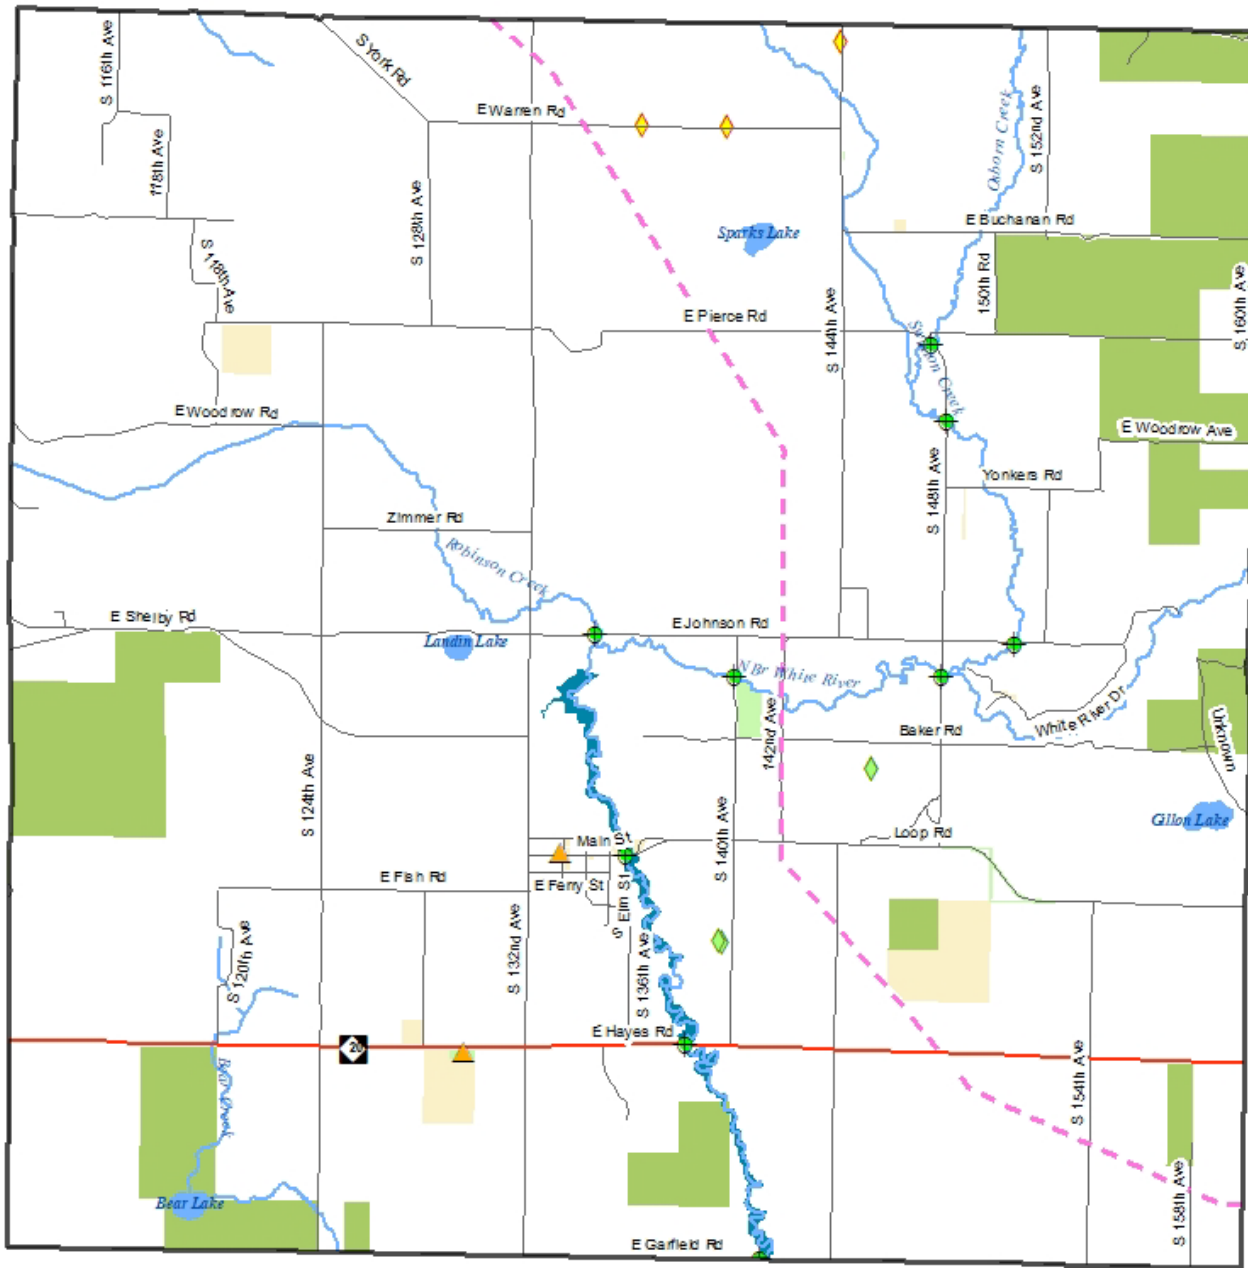 S 116th Ave
S York Rd
E Warren Rd
118th Ave
S 128th Ave
Osborn Creek
S 152nd Ave
E Buchanan Rd
Sparks Lake
S 118th Ave
150th Rd
S 160th Ave
E Pierce Rd
S 144th Ave
E Woodrow Rd
E Woodrow Ave
Yonkers Rd
S 148th Ave
Zimmer Rd
Robinson Creek
E Shelby Rd
E Johnson Rd
Landin Lake
N Br White River
White River Dr
Unknown
Baker Rd
142nd Ave
S 124th Ave
S 140th Ave
Gillon Lake
Main St
Loop Rd
E Fish Rd
E Ferry St
S Elm St
S 120th Ave
S 132nd Ave
S 136th Ave
E Hayes Rd
20
Bear Creek
S 154th Ave
Bear Lake
S 158th Ave
E Garfield Rd